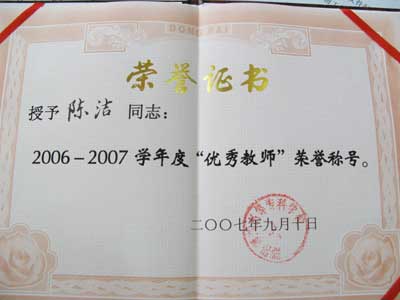 荣誉证书
授予 陈洁 同志：
2006-2007 学年度“优秀教师”荣誉称号。
二〇〇七年九月十日